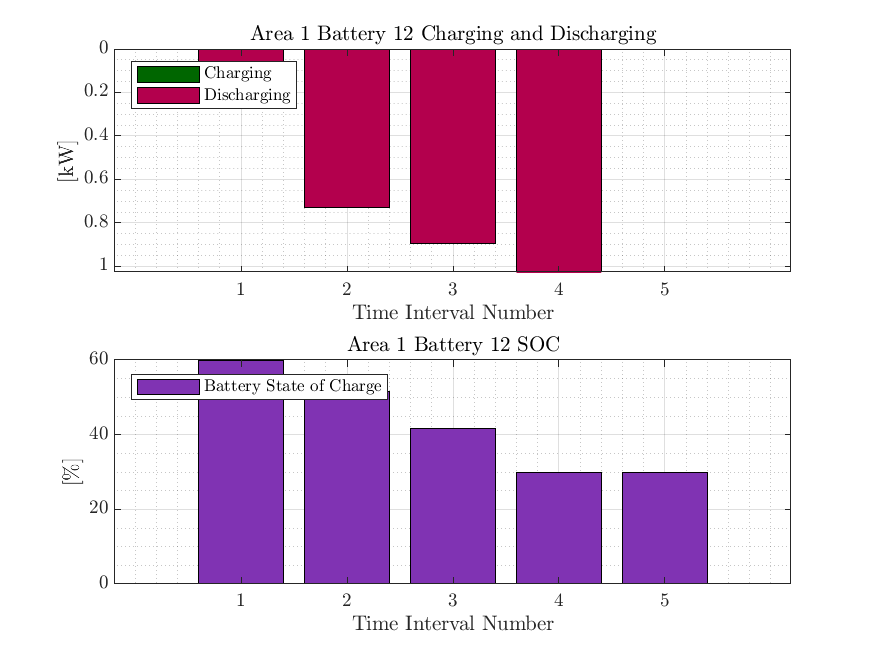 Area 1 Battery 12 Charging and Discharging
0
0.2
0.4
0.6
0.8
1
[kW]
Charging
Discharging
1 2 3 4 5
Time Interval Number
Area 1 Battery 12 SOC
60
40
20
0
[%]
Battery State of Charge
1 2 3 4 5
Time Interval Number